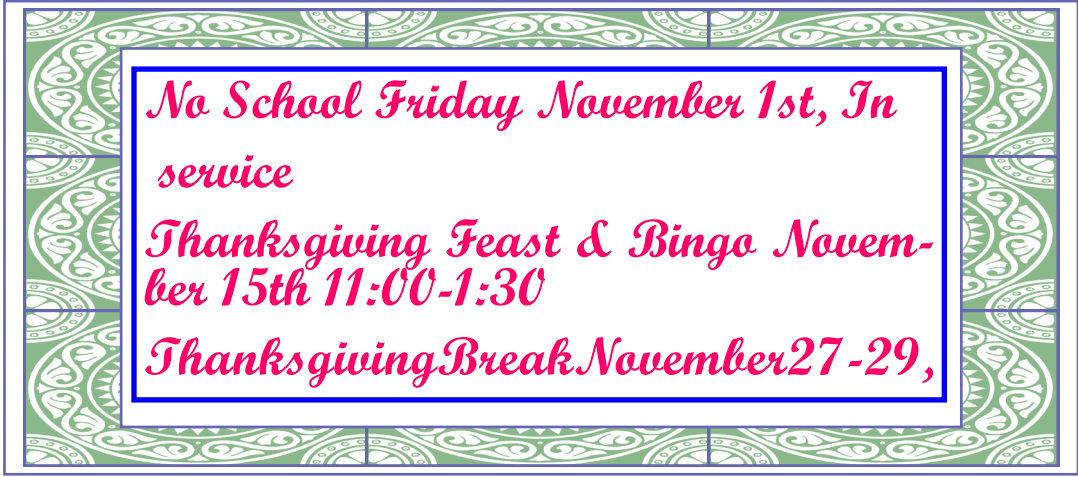 No School Friday November 1st, In
service
Thanksgiving Feast & Bingo Novem-
ber 15th 11:00-1:30
ThanksgivingBreakNovember27-29,